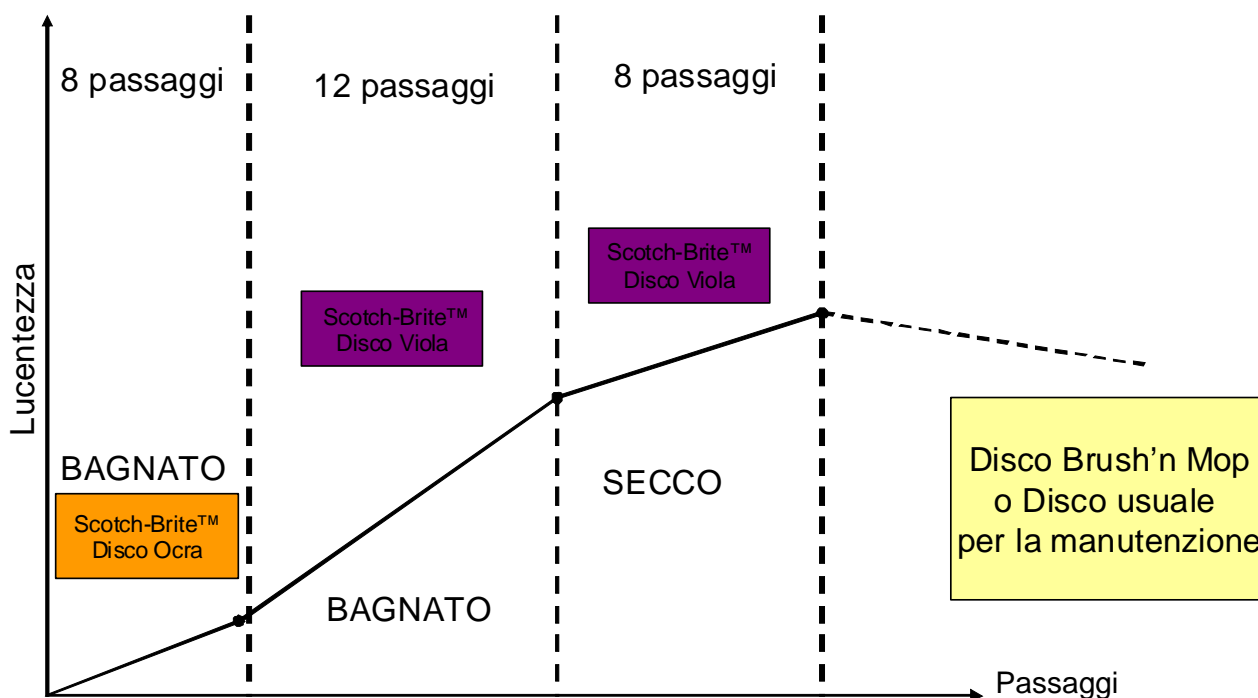 8 passaggi
12 passaggi
8 passaggi
Lucentezza
Scotch-Brite™
Disco Viola
Scotch-Brite™
Disco Viola
BAGNATO
Scotch-Brite™
Disco Ocra
BAGNATO
SECCO
Disco Brush’n Mop
o Disco usuale
per la manutenzione
Passaggi